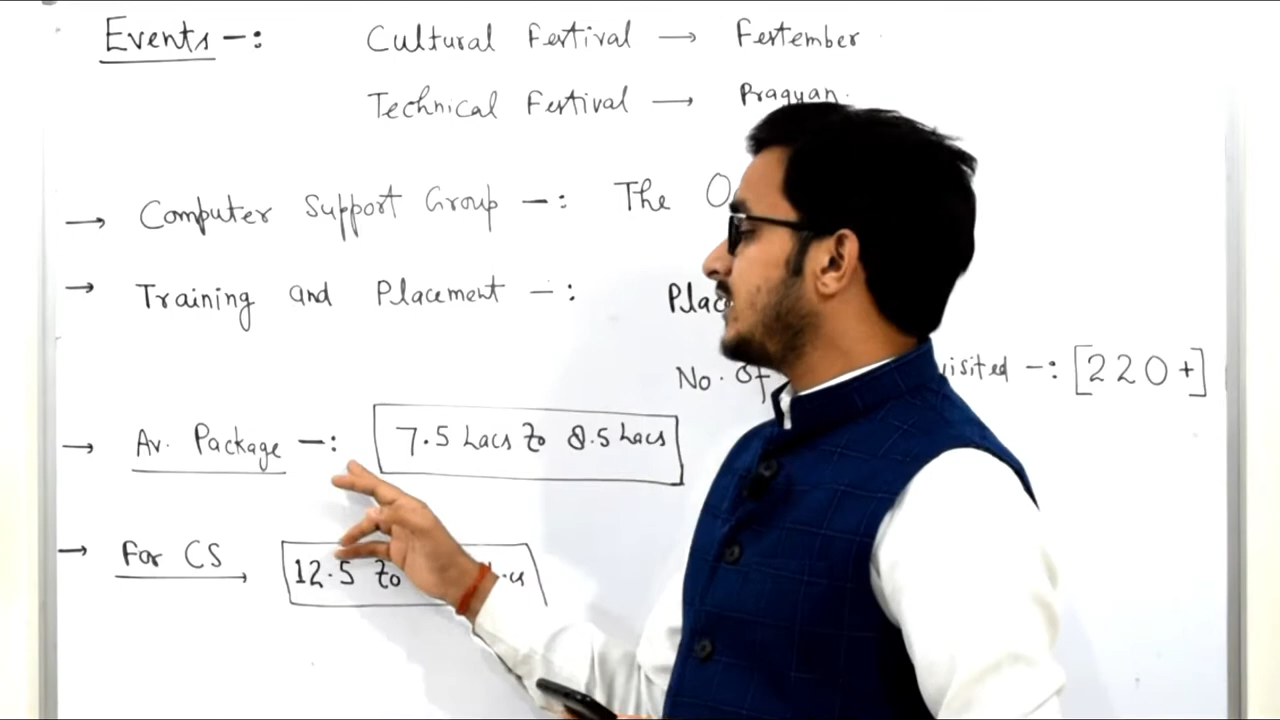 Events -: Cultural Festival → Festember
Technical Festival → Pragyan.
→ Computer Support Group -: The
→ Training and Placement -:
No. Of -: [220+]
→ Av. Package -: 7.5 Lacs to 8.5 Lacs
→ For CS 12.5 to